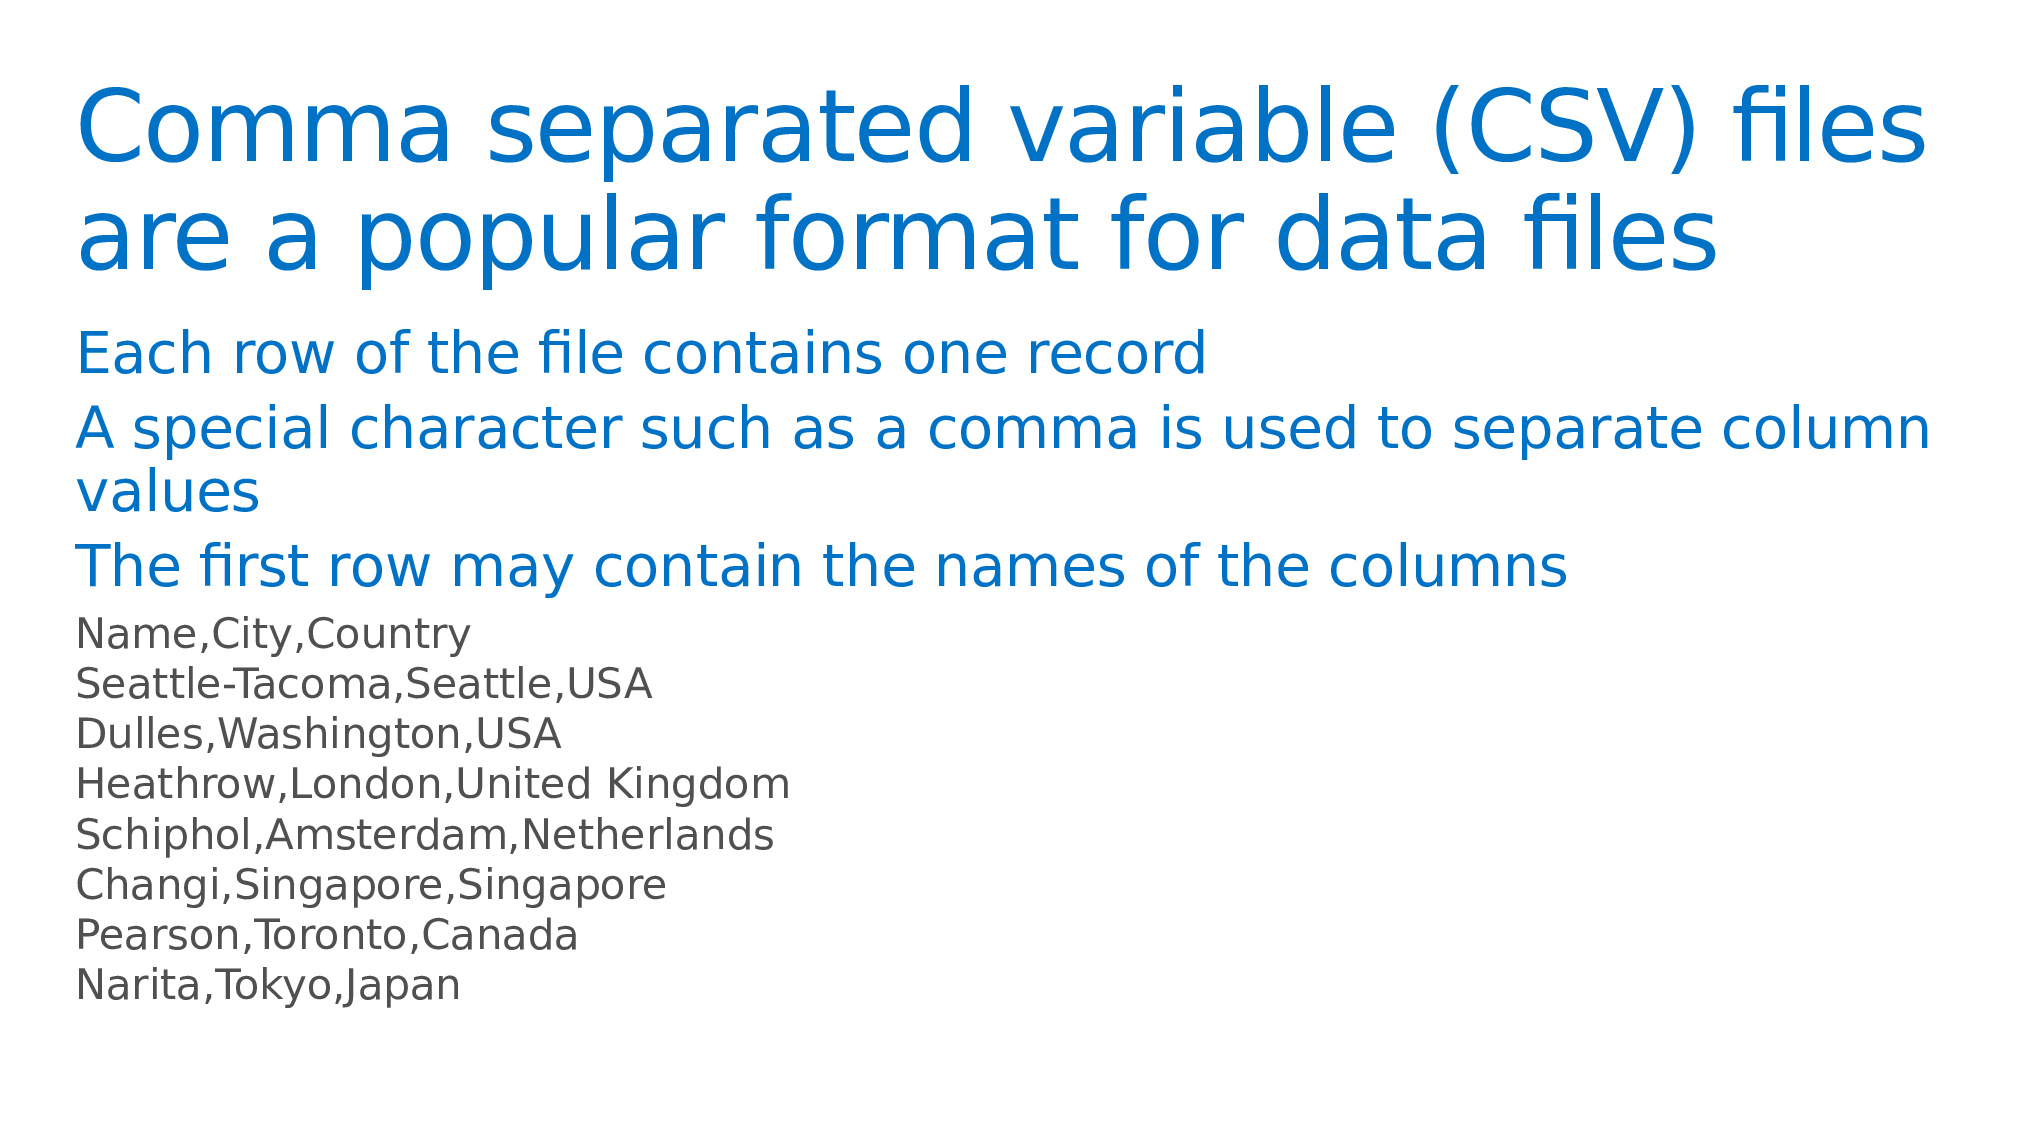 Comma separated variable (CSV) files
are a popular format for data files
Each row of the file contains one record
A special character such as a comma is used to separate column
values
The first row may contain the names of the columns
Name,City,Country
Seattle-Tacoma,Seattle,USA
Dulles,Washington,USA
Heathrow,London,United Kingdom
Schiphol,Amsterdam,Netherlands
Changi,Singapore,Singapore
Pearson,Toronto,Canada
Narita,Tokyo,Japan